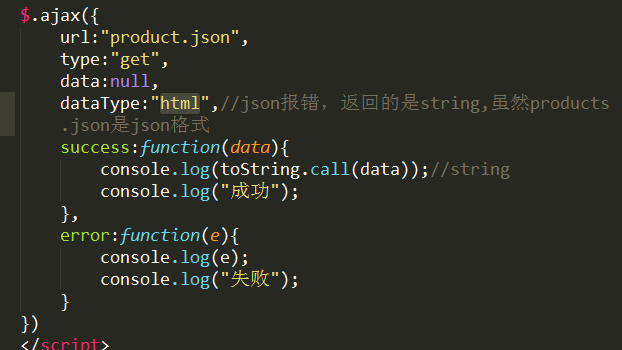 $.ajax({
url:"product.json",
type:"get",
data:null,
dataType:"html",//json报错，返回的是string,虽然products
.json是json格式
success:function(data){
console.log(toString.call(data));//string
console.log("成功");
},
error:function(e){
console.log(e);
console.log("失败");
}
})
</script>